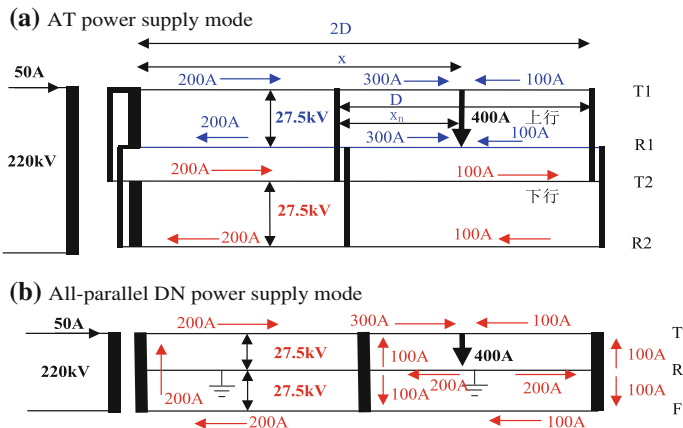 (a) AT power supply mode
2D
x
50A
200A
300A
100A
T1
D
27.5kV
xn
400A
上行
200A
300A
100A
R1
220kV
200A
100A
T2
下行
27.5kV
200A
100A
R2
(b) All-parallel DN power supply mode
50A
200A
300A
100A
T
27.5kV
100A
400A
100A
220kV
R
200A
27.5kV
100A
200A
200A
100A
200A
100A
F